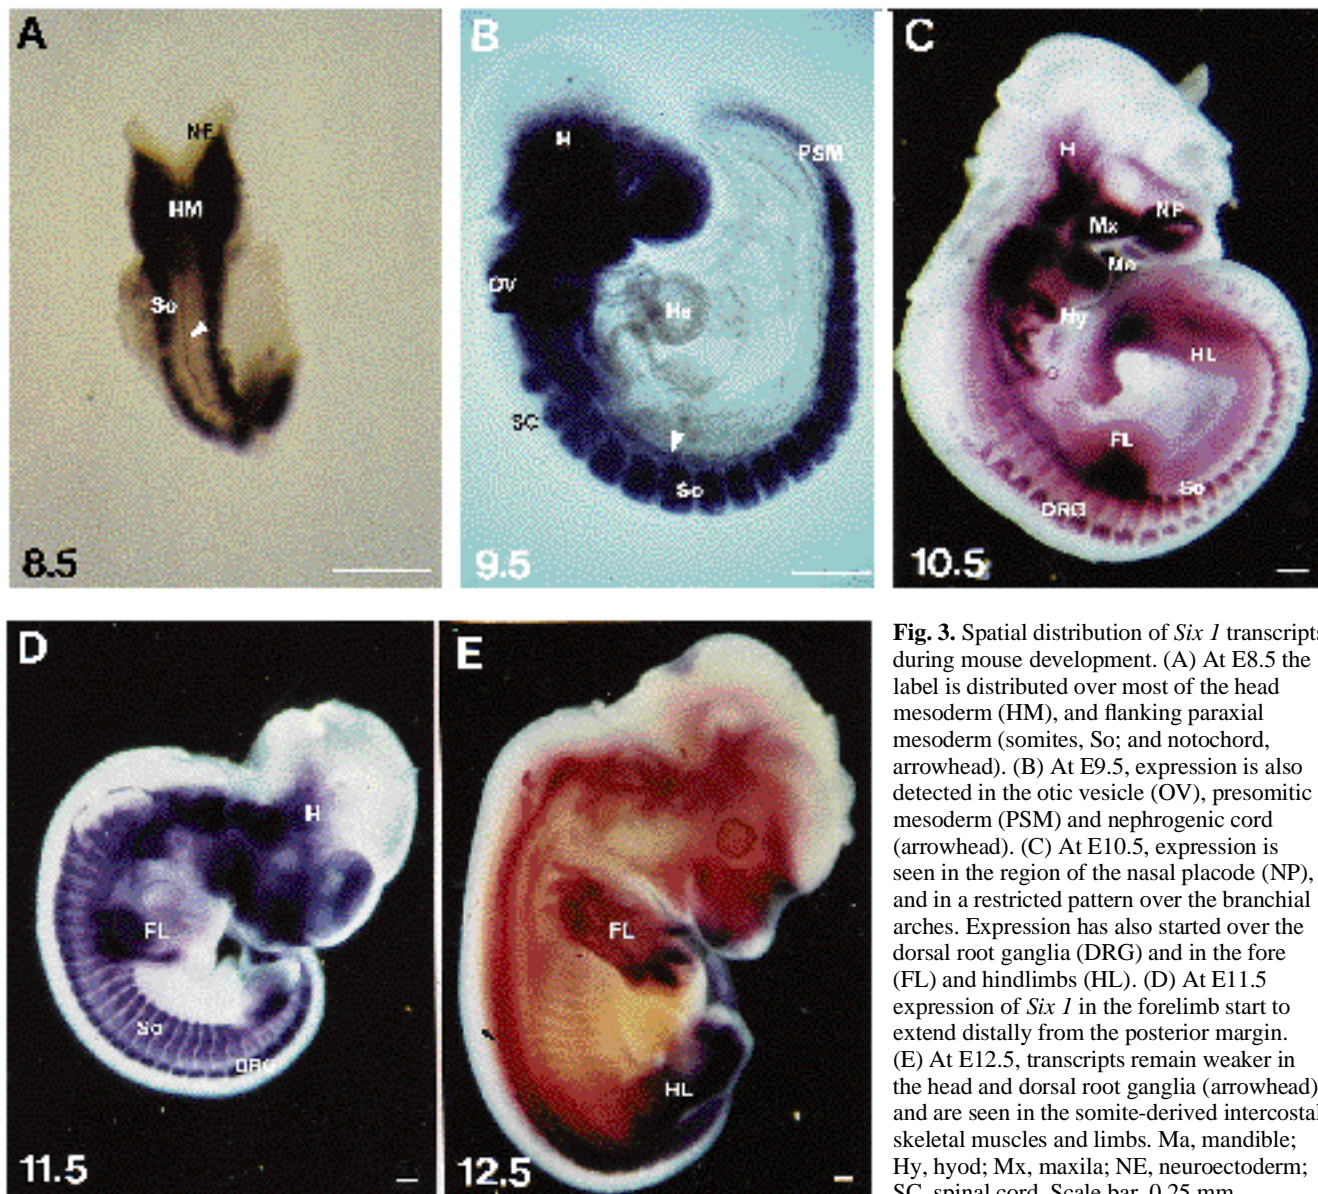 A
NE
HM
So
8.5
B
H
PSM
OV
He
SC
So
9.5
C
H
NP
Mx
Ma
Hy
HL
FL
So
DRG
10.5
D
H
FL
So
DRG
11.5
E
FL
HL
12.5
Fig. 3. Spatial distribution of Six 1 transcripts
during mouse development. (A) At E8.5 the
label is distributed over most of the head
mesoderm (HM), and flanking paraxial
mesoderm (somites, So; and notochord,
arrowhead). (B) At E9.5, expression is also
detected in the otic vesicle (OV), presomitic
mesoderm (PSM) and nephrogenic cord
(arrowhead). (C) At E10.5, expression is
seen in the region of the nasal placode (NP),
and in a restricted pattern over the branchial
arches. Expression has also started over the
dorsal root ganglia (DRG) and in the fore
(FL) and hindlimbs (HL). (D) At E11.5
expression of Six 1 in the forelimb start to
extend distally from the posterior margin.
(E) At E12.5, transcripts remain weaker in
the head and dorsal root ganglia (arrowhead)
and are seen in the somite-derived intercostal
skeletal muscles and limbs. Ma, mandible;
Hy, hyod; Mx, maxila; NE, neuroectoderm;
SC, spinal cord. Scale bar, 0.25 mm